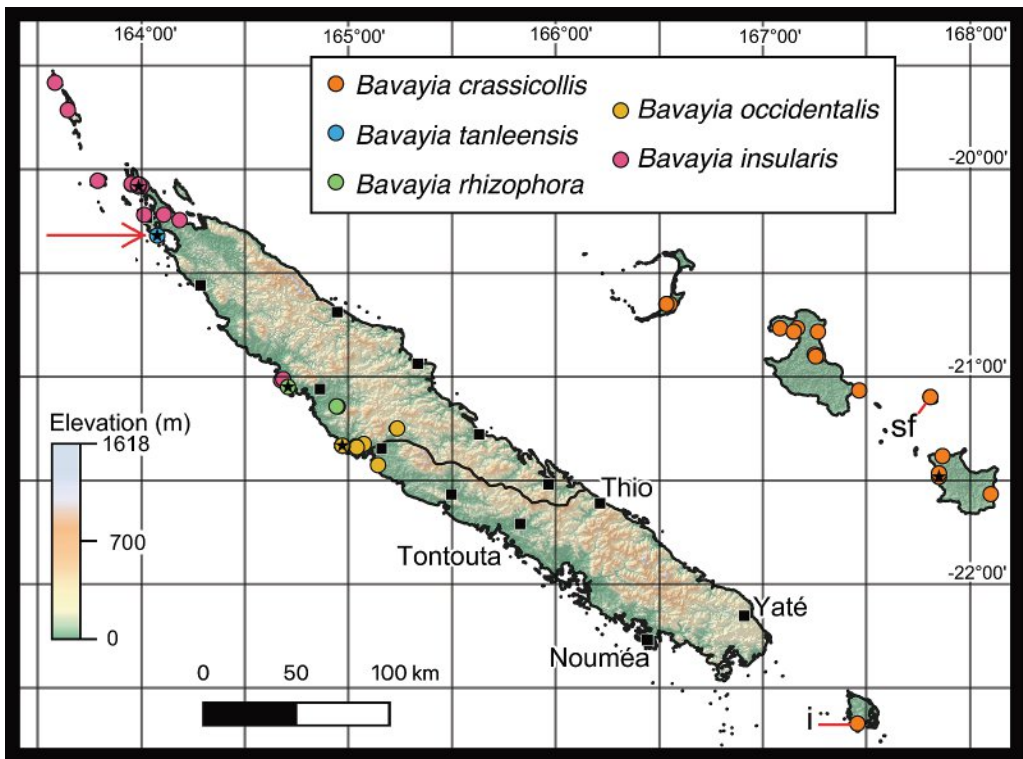 164°00' 165°00' 166°00' 167°00' 168°00'
Bavayia crassicollis
Bavayia tanleensis
Bavayia rhizophora
Bavayia occidentalis
Bavayia insularis
-20°00'
-21°00'
sf
Elevation (m)
1618
700
0
Thio
Tontouta
-22°00'
Yaté
Nouméa
0 50 100 km
i